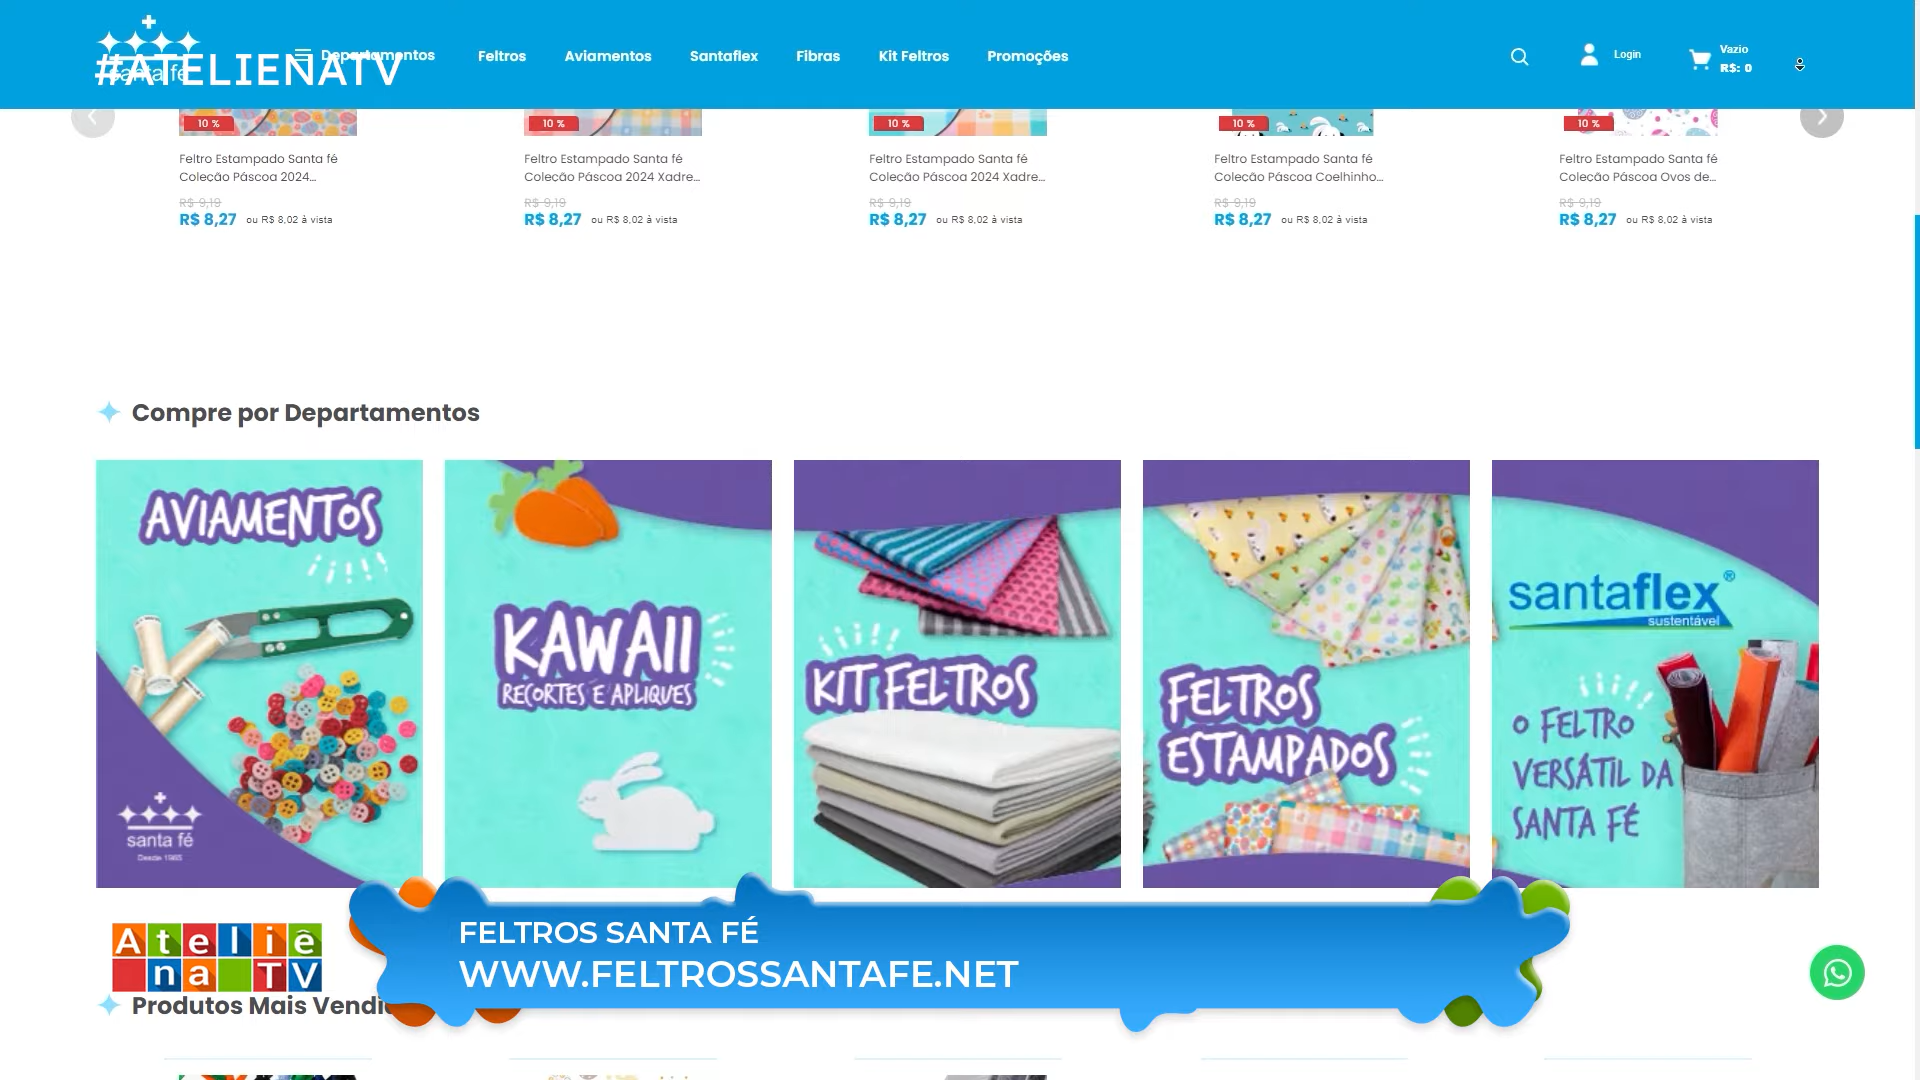 #ATELIENATV
santa fé
Departamentos
Feltros
Aviamentos
Santaflex
Fibras
Kit Feltros
Promoções
Login
Vazio
R$: 0
10 %
10 %
10 %
10 %
10 %
Feltro Estampado Santa fé
Coleção Páscoa 2024...
R$ 9,19
R$ 8,27 ou R$ 8,02 à vista
Feltro Estampado Santa fé
Coleção Páscoa 2024 Xadre...
R$ 9,19
R$ 8,27 ou R$ 8,02 à vista
Feltro Estampado Santa fé
Coleção Páscoa 2024 Xadre...
R$ 9,19
R$ 8,27 ou R$ 8,02 à vista
Feltro Estampado Santa fé
Coleção Páscoa Coelhinho...
R$ 9,19
R$ 8,27 ou R$ 8,02 à vista
Feltro Estampado Santa fé
Coleção Páscoa Ovos de...
R$ 9,19
R$ 8,27 ou R$ 8,02 à vista
Compre por Departamentos
AVIAMENTOS
santa fé
Desde 1963
KAWAII
RECORTES E APLIQUES
KIT FELTROS
FELTROS
ESTAMPADOS
santaflex®
sustentável
O FELTRO
VERSÁTIL DA
SANTA FÉ
Ateliê
na TV
FELTROS SANTA FÉ
WWW.FELTROSSANTAFE.NET
Produtos Mais Vendi